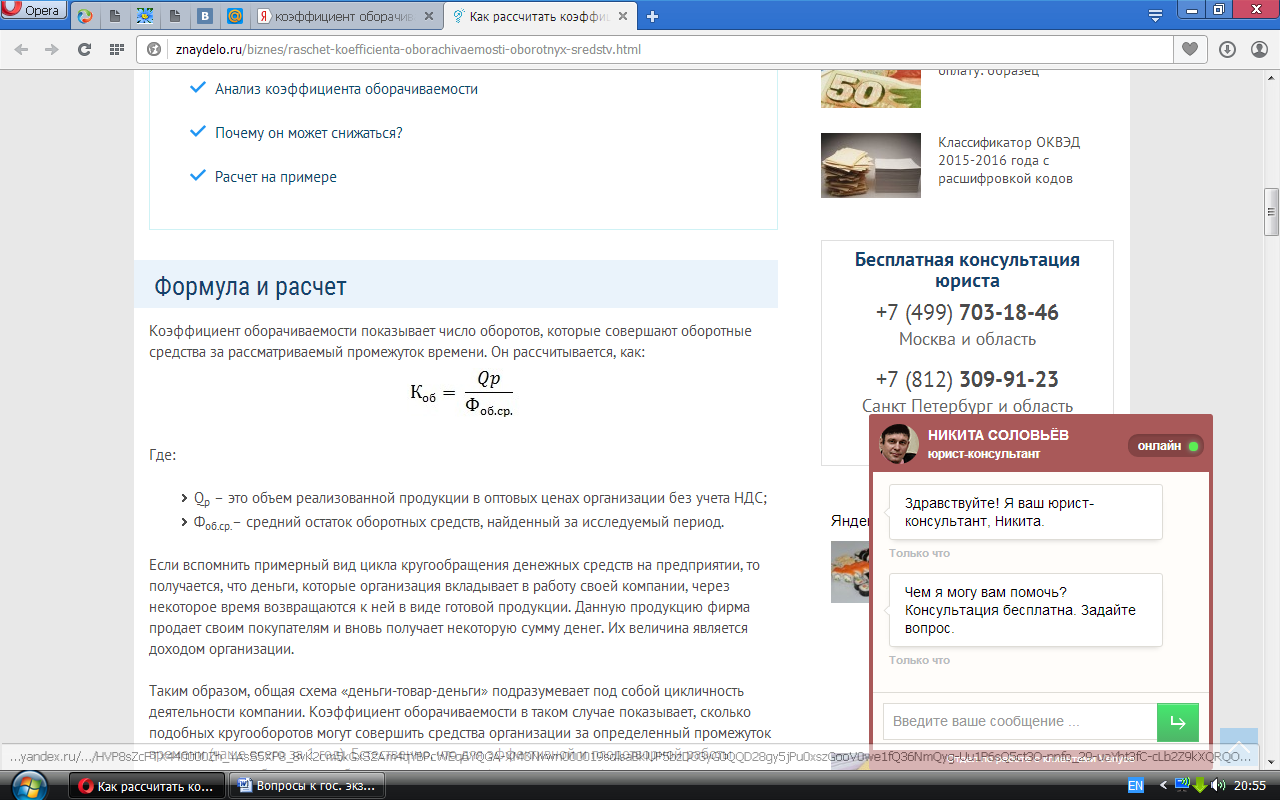 Opera
коэффициент оборачив
Как рассчитать коэффиц
znaydelo.ru/biznes/raschet-koefficienta-oborachivaemosti-oborotnyx-sredstv.html
Анализ коэффициента оборачиваемости
Почему он может снижаться?
Расчет на примере
Формула и расчет
Коэффициент оборачиваемости показывает число оборотов, которые совершают оборотные
средства за рассматриваемый промежуток времени. Он рассчитывается, как:
Коб = Qp / Фоб.ср.
Где:
Qp – это объем реализованной продукции в оптовых ценах организации без учета НДС;
Фоб.ср.– средний остаток оборотных средств, найденный за исследуемый период.
Если вспомнить примерный вид цикла кругообращения денежных средств на предприятии, то
получается, что деньги, которые организация вкладывает в работу своей компании, через
некоторое время возвращаются к ней в виде готовой продукции. Данную продукцию фирма
продает своим покупателям и вновь получает некоторую сумму денег. Их величина является
доходом организации.
Таким образом, общая схема «деньги-товар-деньги» подразумевает под собой цикличность
деятельности компании. Коэффициент оборачиваемости в таком случае показывает, сколько
подобных кругооборотов могут совершить средства организации за определенный промежуток
оплату: образец
50
Классификатор ОКВЭД
2015-2016 года с
расшифровкой кодов
Бесплатная консультация
юриста
+7 (499) 703-18-46
Москва и область
+7 (812) 309-91-23
Санкт Петербург и область
Янде
НИКИТА СОЛОВЬЁВ
юрист-консультант
онлайн
Здравствуйте! Я ваш юрист-
консультант, Никита.
Только что
Чем я могу вам помочь?
Консультация бесплатна. Задайте
вопрос.
Только что
Введите ваше сообщение ...
Как рассчитать ко...
Вопросы к гос. экз...
EN
20:55